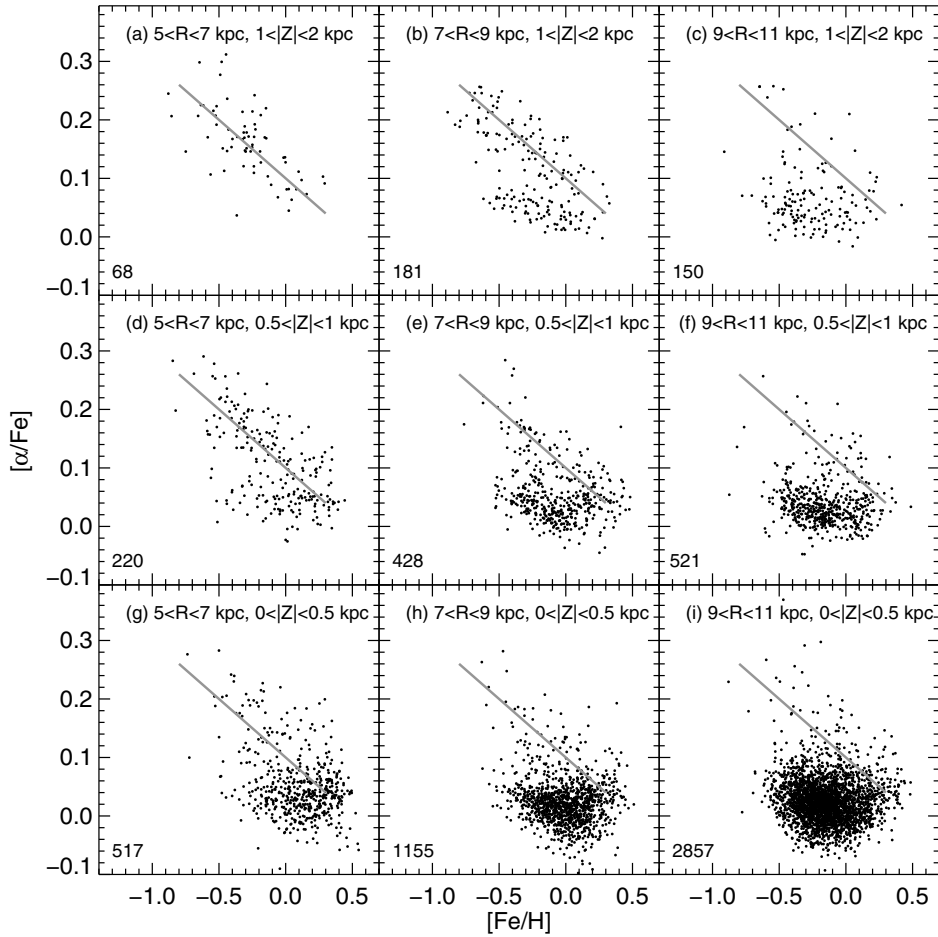 (a) 5<R<7 kpc, 1<|Z|<2 kpc
(b) 7<R<9 kpc, 1<|Z|<2 kpc
(c) 9<R<11 kpc, 1<|Z|<2 kpc
0.3
0.2
0.1
0.0
−0.1
68
181
150
(d) 5<R<7 kpc, 0.5<|Z|<1 kpc
(e) 7<R<9 kpc, 0.5<|Z|<1 kpc
(f) 9<R<11 kpc, 0.5<|Z|<1 kpc
[α/Fe]
0.3
0.2
0.1
0.0
−0.1
220
428
521
(g) 5<R<7 kpc, 0<|Z|<0.5 kpc
(h) 7<R<9 kpc, 0<|Z|<0.5 kpc
(i) 9<R<11 kpc, 0<|Z|<0.5 kpc
0.3
0.2
0.1
0.0
−0.1
517
1155
2857
−1.0 −0.5 0.0 0.5
−1.0 −0.5 0.0 0.5
−1.0 −0.5 0.0 0.5
[Fe/H]